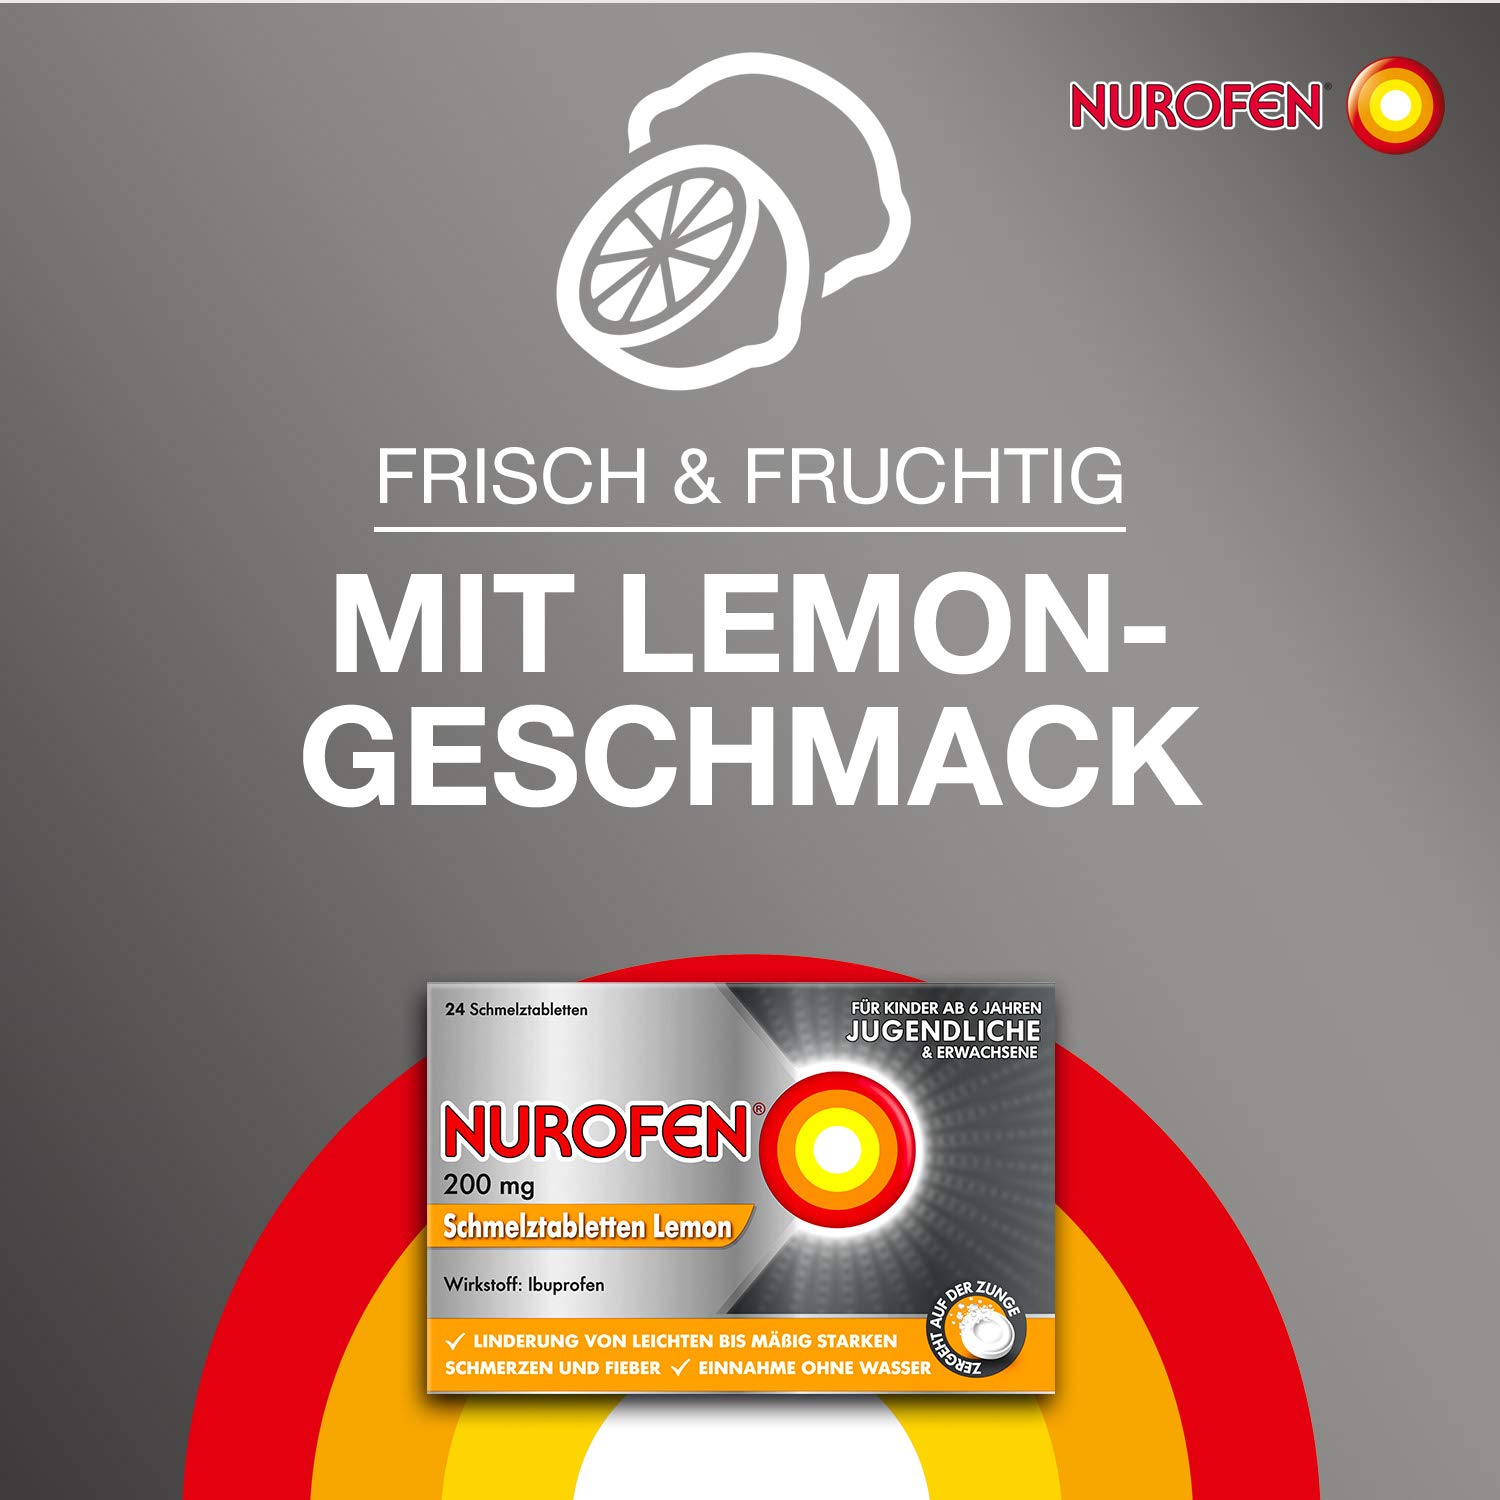 NUROFEN®
FRISCH & FRUCHTIG
MIT LEMON-
GESCHMACK
24 Schmelztabletten
FÜR KINDER AB 6 JAHREN
JUGENDLICHE
& ERWACHSENE
NUROFEN®
200 mg
Schmelztabletten Lemon
Wirkstoff: Ibuprofen
ZERGEHT AUF DER ZUNGE
✓ LINDERUNG VON LEICHTEN BIS MÄßIG STARKEN
SCHMERZEN UND FIEBER ✓ EINNAHME OHNE WASSER